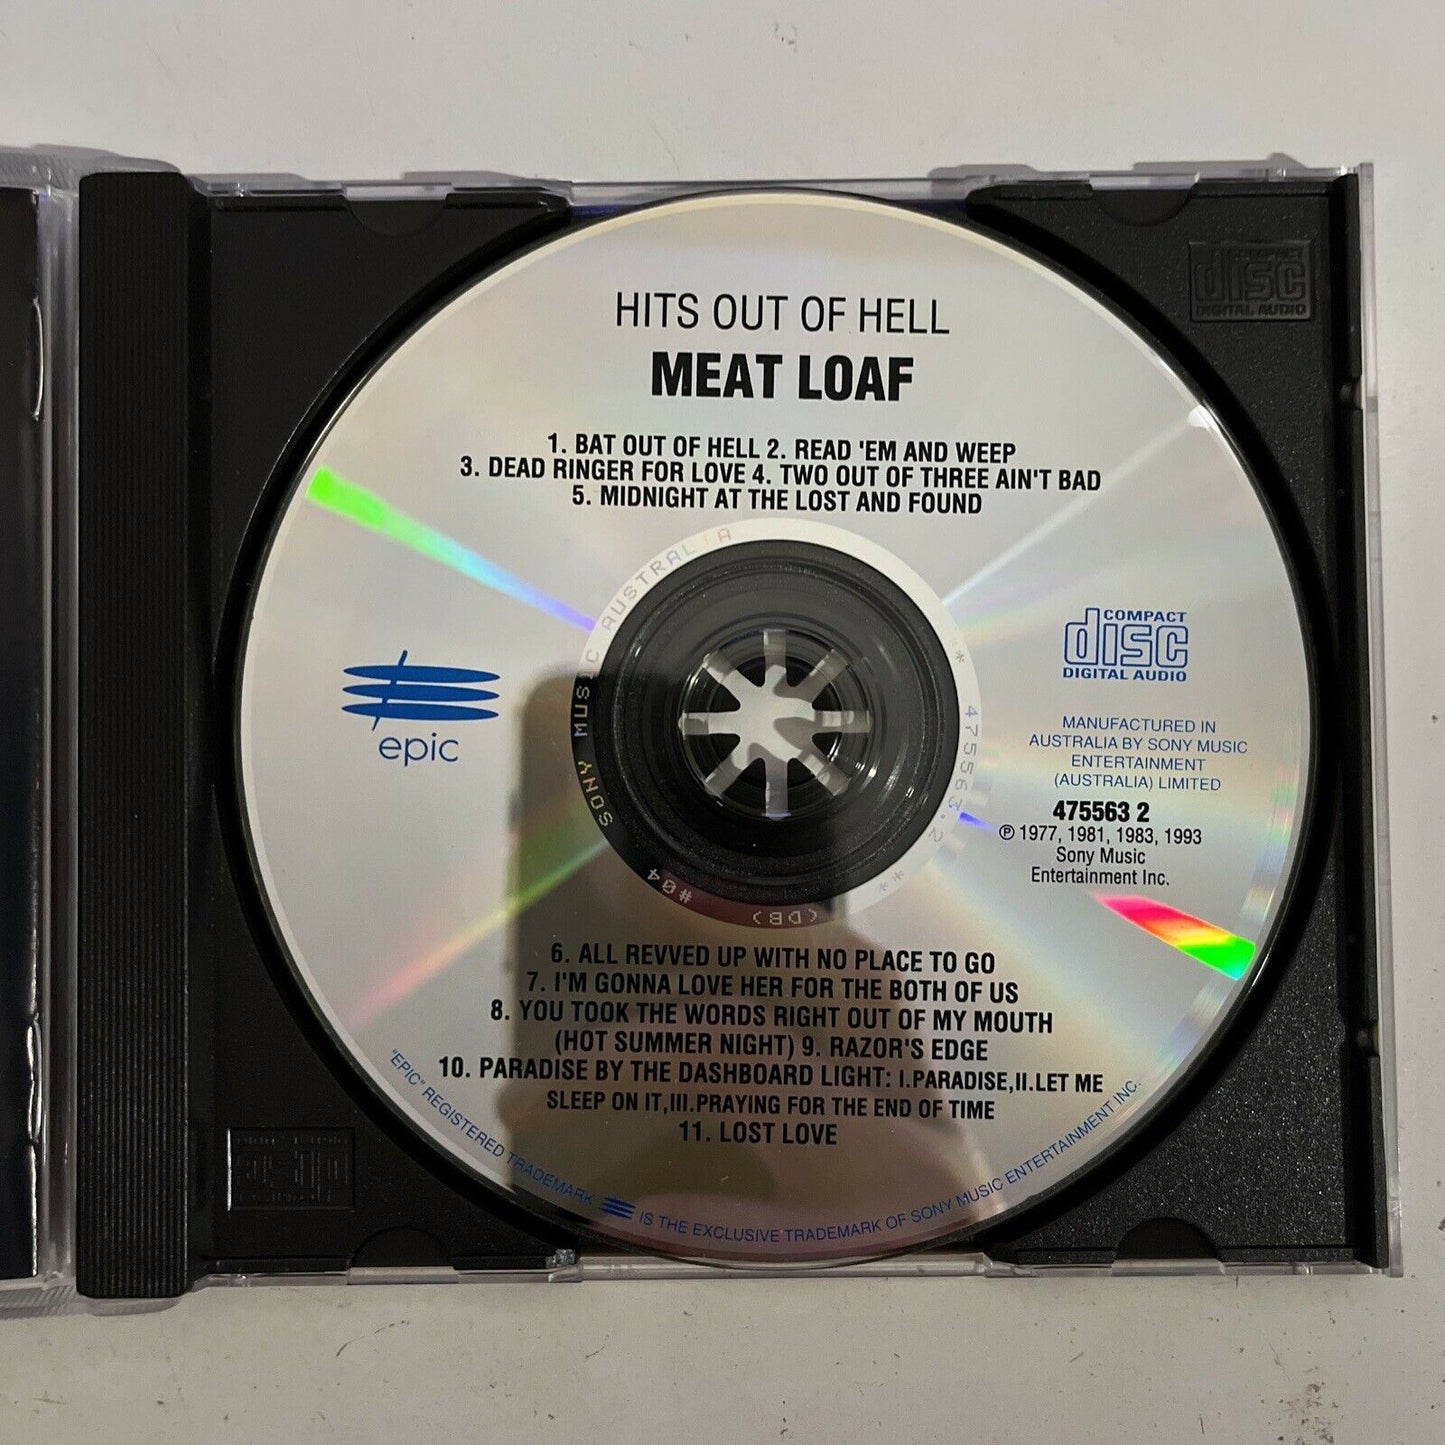 HITS OUT OF HELL
MEAT LOAF
1. BAT OUT OF HELL 2. READ 'EM AND WEEP
3. DEAD RINGER FOR LOVE 4. TWO OUT OF THREE AIN'T BAD
5. MIDNIGHT AT THE LOST AND FOUND
COMPACT
disc
DIGITAL AUDIO
COMPACT
disc
DIGITAL AUDIO
epic
SONY MUSIC AUSTRALIA
** 475563.2 **
(DB)
#04
MANUFACTURED IN
AUSTRALIA BY SONY MUSIC
ENTERTAINMENT
(AUSTRALIA) LIMITED
475563 2
℗ 1977, 1981, 1983, 1993
Sony Music
Entertainment Inc.
6. ALL REVVED UP WITH NO PLACE TO GO
7. I'M GONNA LOVE HER FOR THE BOTH OF US
8. YOU TOOK THE WORDS RIGHT OUT OF MY MOUTH
(HOT SUMMER NIGHT) 9. RAZOR'S EDGE
10. PARADISE BY THE DASHBOARD LIGHT: I.PARADISE,II.LET ME
SLEEP ON IT,III.PRAYING FOR THE END OF TIME
11. LOST LOVE
"EPIC" REGISTERED TRADEMARK IS THE EXCLUSIVE TRADEMARK OF SONY MUSIC ENTERTAINMENT INC.